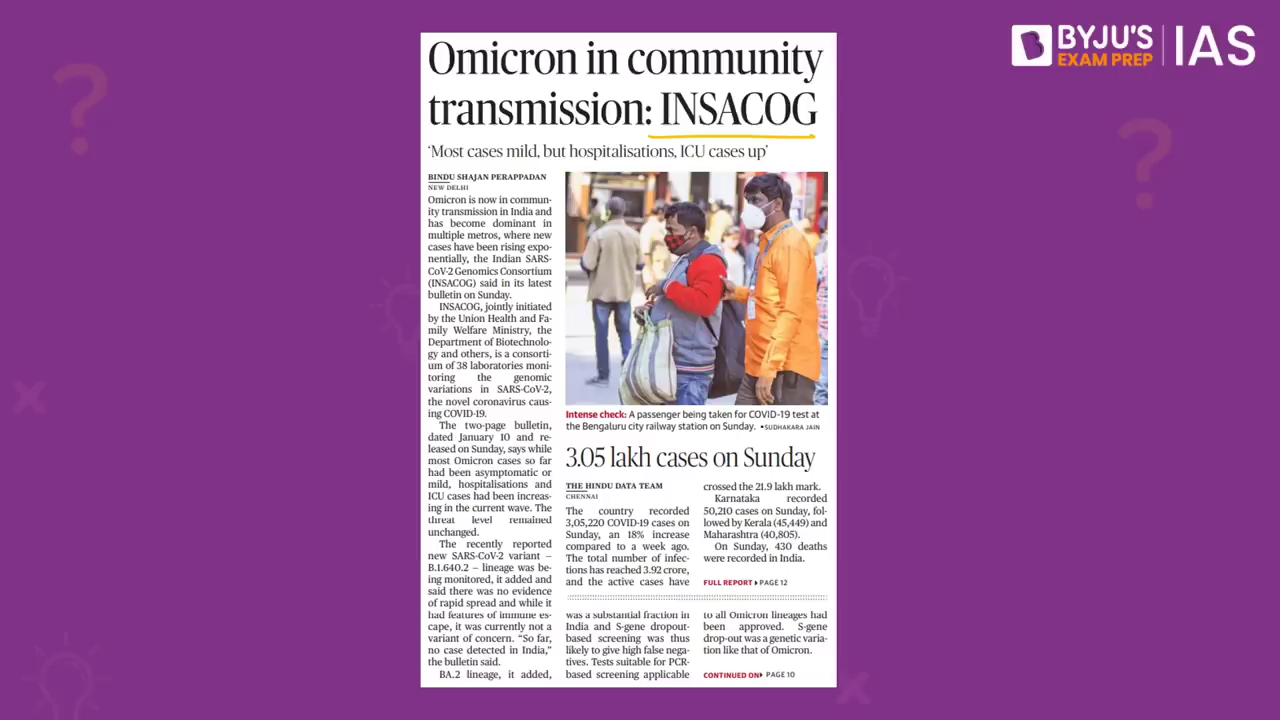 BYJU'S
EXAM PREP
IAS
Omicron in community
transmission: INSACOG
‘Most cases mild, but hospitalisations, ICU cases up’
BINDU SHAJAN PERAPPADAN
NEW DELHI
Omicron is now in commun-
ity transmission in India and
has become dominant in
multiple metros, where new
cases have been rising expo-
nentially, the Indian SARS-
CoV-2 Genomics Consortium
(INSACOG) said in its latest
bulletin on Sunday.
INSACOG, jointly initiated
by the Union Health and Fa-
mily Welfare Ministry, the
Department of Biotechnolo-
gy and others, is a consorti-
um of 38 laboratories moni-
toring the genomic
variations in SARS-CoV-2,
the novel coronavirus caus-
ing COVID-19.
The two-page bulletin,
dated January 10 and re-
leased on Sunday, says while
most Omicron cases so far
had been asymptomatic or
mild, hospitalisations and
ICU cases had been increas-
ing in the current wave. The
threat level remained
unchanged.
The recently reported
new SARS-CoV-2 variant –
B.1.640.2 – lineage was be-
ing monitored, it added and
said there was no evidence
of rapid spread and while it
had features of immune es-
cape, it was currently not a
variant of concern. “So far,
no case detected in India,”
the bulletin said.
BA.2 lineage, it added,
Intense check: A passenger being taken for COVID-19 test at
the Bengaluru city railway station on Sunday. •SUDHAKARA JAIN
3.05 lakh cases on Sunday
THE HINDU DATA TEAM
CHENNAI
The country recorded
3,05,220 COVID-19 cases on
Sunday, an 18% increase
compared to a week ago.
The total number of infec-
tions has reached 3.92 crore,
and the active cases have
crossed the 21.9 lakh mark.
Karnataka recorded
50,210 cases on Sunday, fol-
lowed by Kerala (45,449) and
Maharashtra (40,805).
On Sunday, 430 deaths
were recorded in India.
FULL REPORT PAGE 12
was a substantial fraction in
India and S-gene dropout-
based screening was thus
likely to give high false nega-
tives. Tests suitable for PCR-
based screening applicable
to all Omicron lineages had
been approved. S-gene
drop-out was a genetic varia-
tion like that of Omicron.
CONTINUED ON PAGE 10